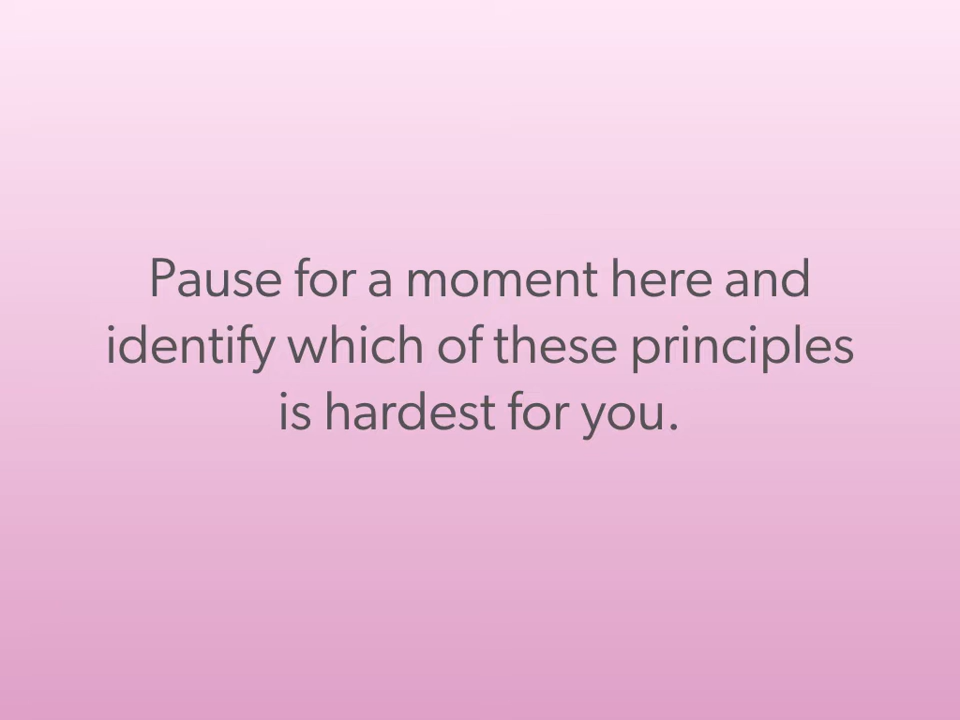 Pause for a moment here and
identify which of these principles
is hardest for you.